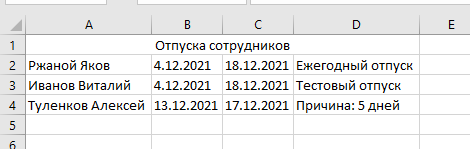 A B C D E
1 Отпуска сотрудников
2 Ржаной Яков 4.12.2021 18.12.2021 Ежегодный отпуск
3 Иванов Виталий 4.12.2021 18.12.2021 Тестовый отпуск
4 Туленков Алексей 13.12.2021 17.12.2021 Причина: 5 дней
5
6